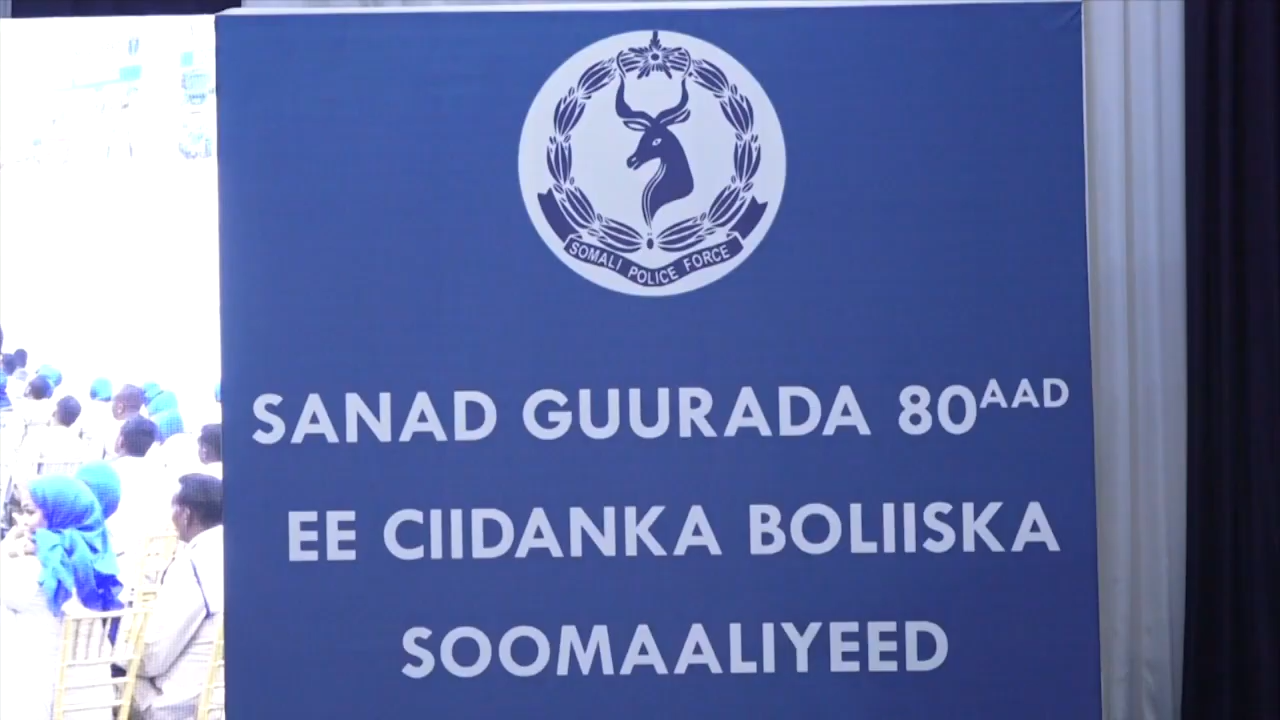 SOMALI POLICE FORCE
SANAD GUURADA 80AAD
EE CIIDANKA BOLIISKA
SOOMAALIYEED